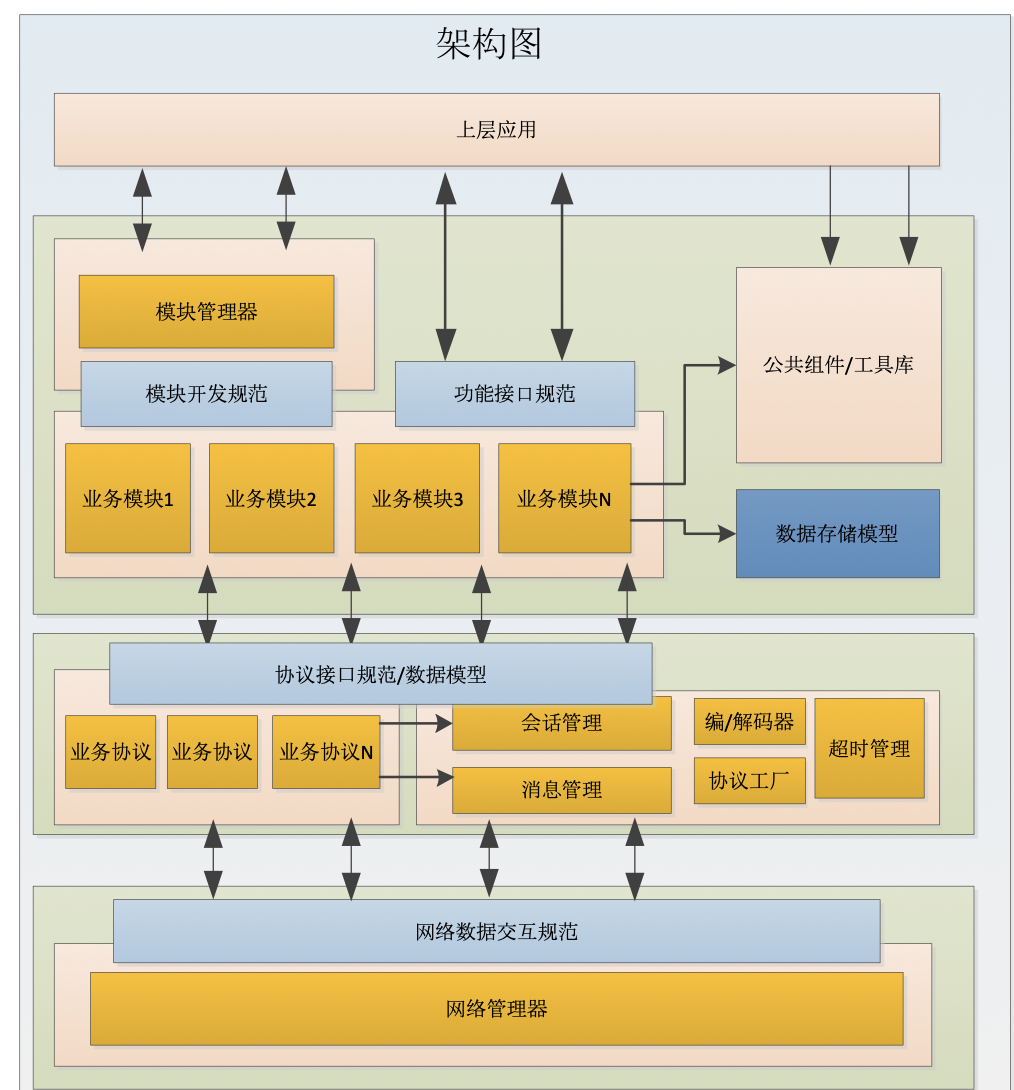 架构图
上层应用
模块管理器
模块开发规范
功能接口规范
公共组件/工具库
业务模块1
业务模块2
业务模块3
业务模块N
数据存储模型
协议接口规范/数据模型
业务协议
业务协议
业务协议N
会话管理
消息管理
编/解码器
协议工厂
超时管理
网络数据交互规范
网络管理器